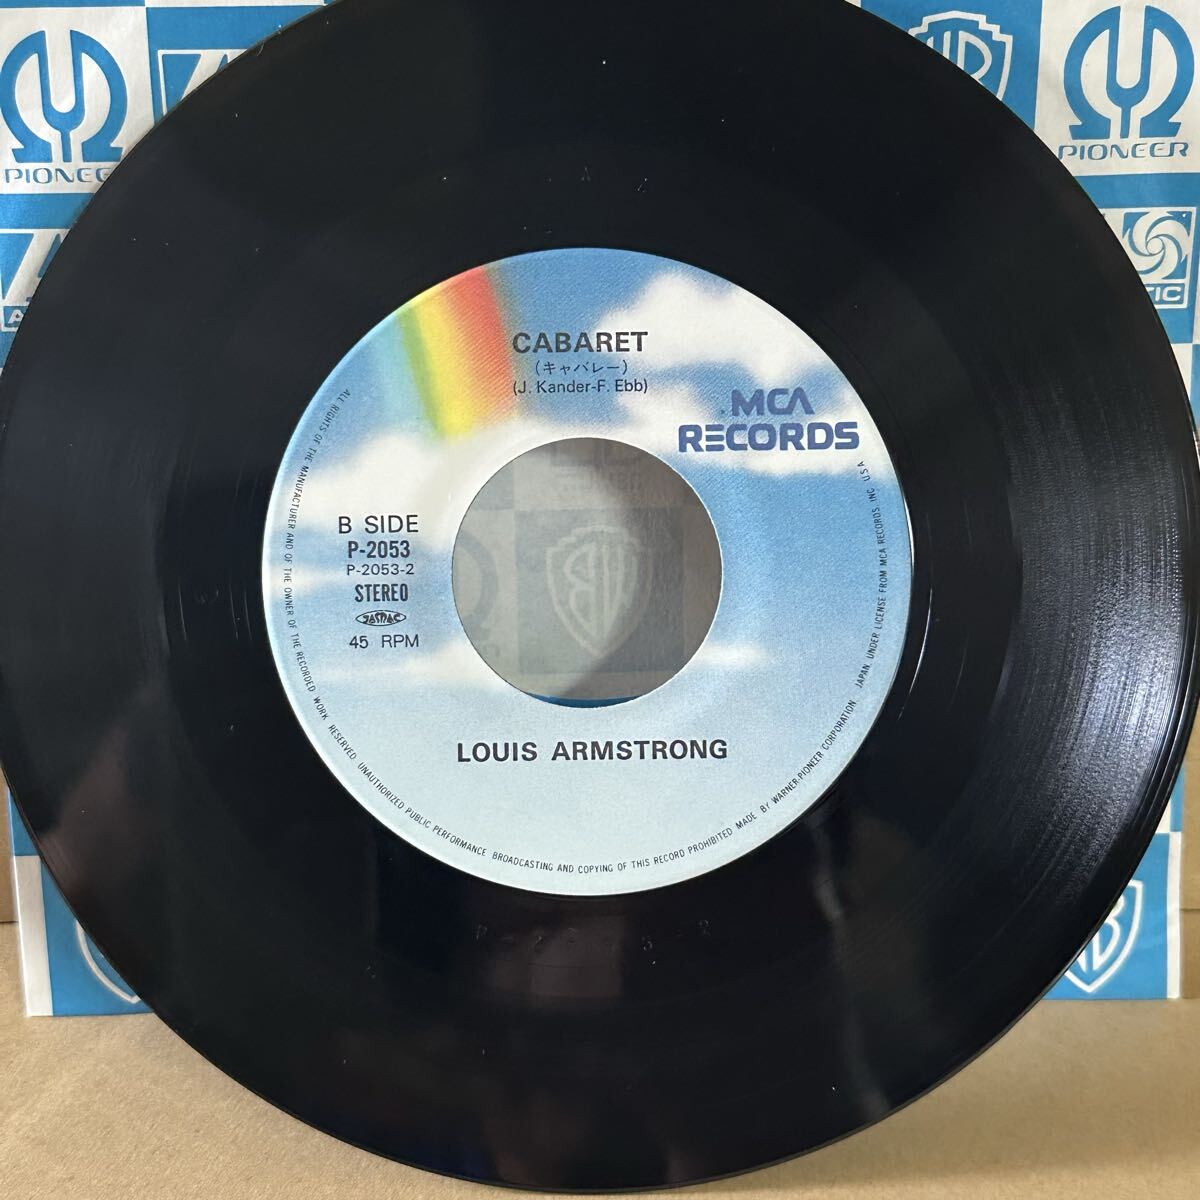 PIONEER
PIONEER
TIC
CABARET
(キャバレー)
(J. Kander-F. Ebb)
MCA
RECORDS
B SIDE
P-2053
P-2053-2
STEREO
JASRAC
45 RPM
LOUIS ARMSTRONG
ALL RIGHTS OF THE MANUFACTURER AND OF THE OWNER OF THE RECORDED WORK RESERVED. UNAUTHORIZED PUBLIC PERFORMANCE BROADCASTING AND COPYING OF THIS RECORD PROHIBITED MADE BY WARNER-PIONEER CORPORATION, JAPAN UNDER LICENSE FROM MCA RECORDS, INC. U.S.A.